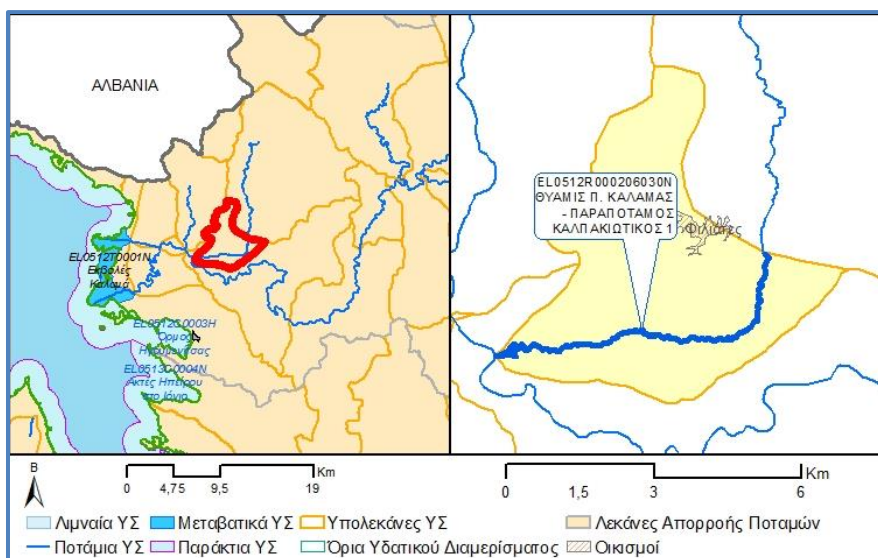 ΑΛΒΑΝΙΑ
EL0512T0001N
Εκβολές
Καλαμά
EL0512C0003H
Όρμος
Ηγουμενίτσας
EL0513C0004N
Ακτές Ηπείρου
στο Ιόνιο
EL0512R000206030N
ΘΥΑΜΙΣ Π. ΚΑΛΑΜΑΣ
- ΠΑΡΑΠΟΤΑΜΟΣ
ΚΑΛΠΑΚΙΩΤΙΚΟΣ 1
Φιλιάτες
Β
Km
0 4,75 9,5 19
Km
0 1,5 3 6
Λιμναία ΥΣ Μεταβατικά ΥΣ Υπολεκάνες ΥΣ Λεκάνες Απορροής Ποταμών
Ποτάμια ΥΣ Παράκτια ΥΣ Όρια Υδατικού Διαμερίσματος Οικισμοί